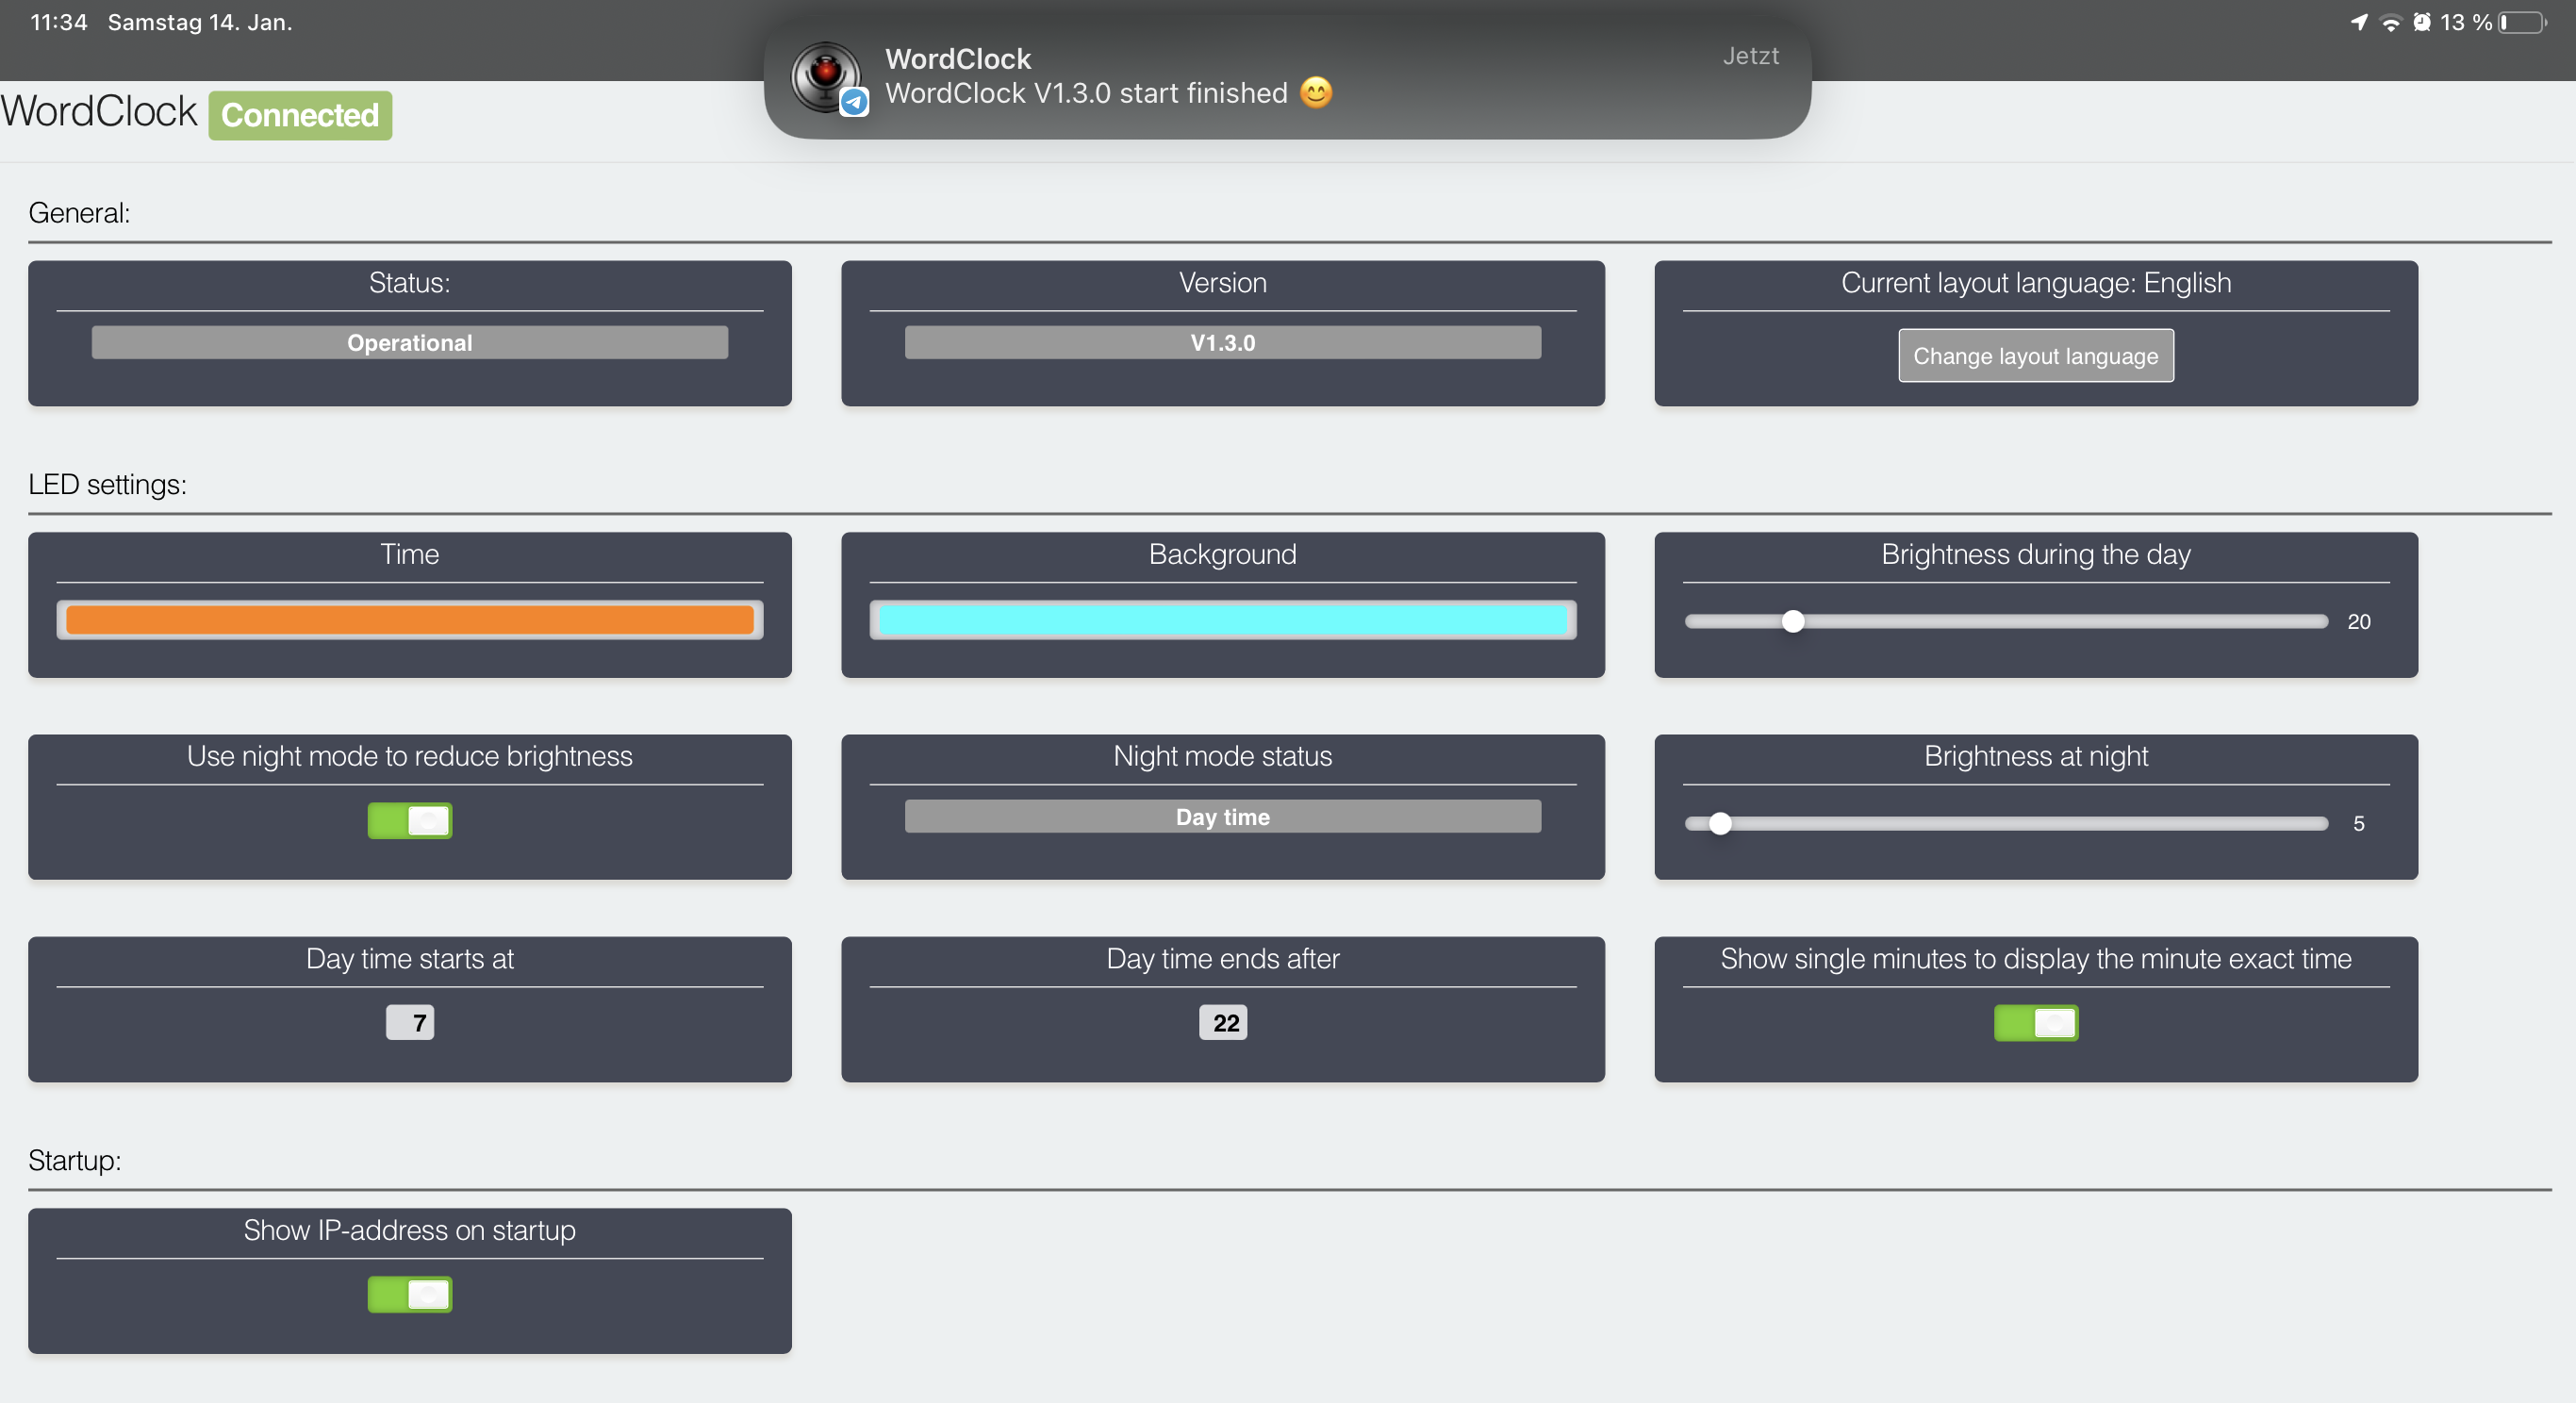 11:34 Samstag 14. Jan.
13 %
WordClock
Jetzt
WordClock V1.3.0 start finished 😊
WordClock Connected
General:
Status:
Operational
Version
V1.3.0
Current layout language: English
Change layout language
LED settings:
Time
Background
Brightness during the day
20
Use night mode to reduce brightness
Night mode status
Day time
Brightness at night
5
Day time starts at
7
Day time ends after
22
Show single minutes to display the minute exact time
Startup:
Show IP-address on startup